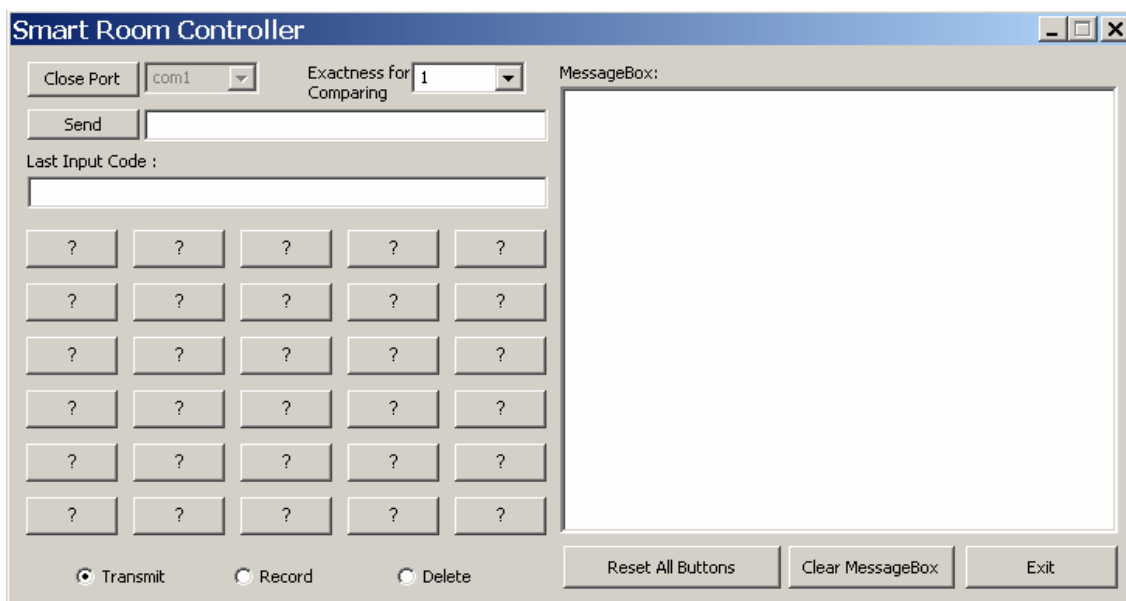 Smart Room Controller
Close Port com1 Exactness for Comparing 1 MessageBox:
Send
Last Input Code :
? ? ? ? ?
? ? ? ? ?
? ? ? ? ?
? ? ? ? ?
? ? ? ? ?
? ? ? ? ?
Transmit Record Delete Reset All Buttons Clear MessageBox Exit